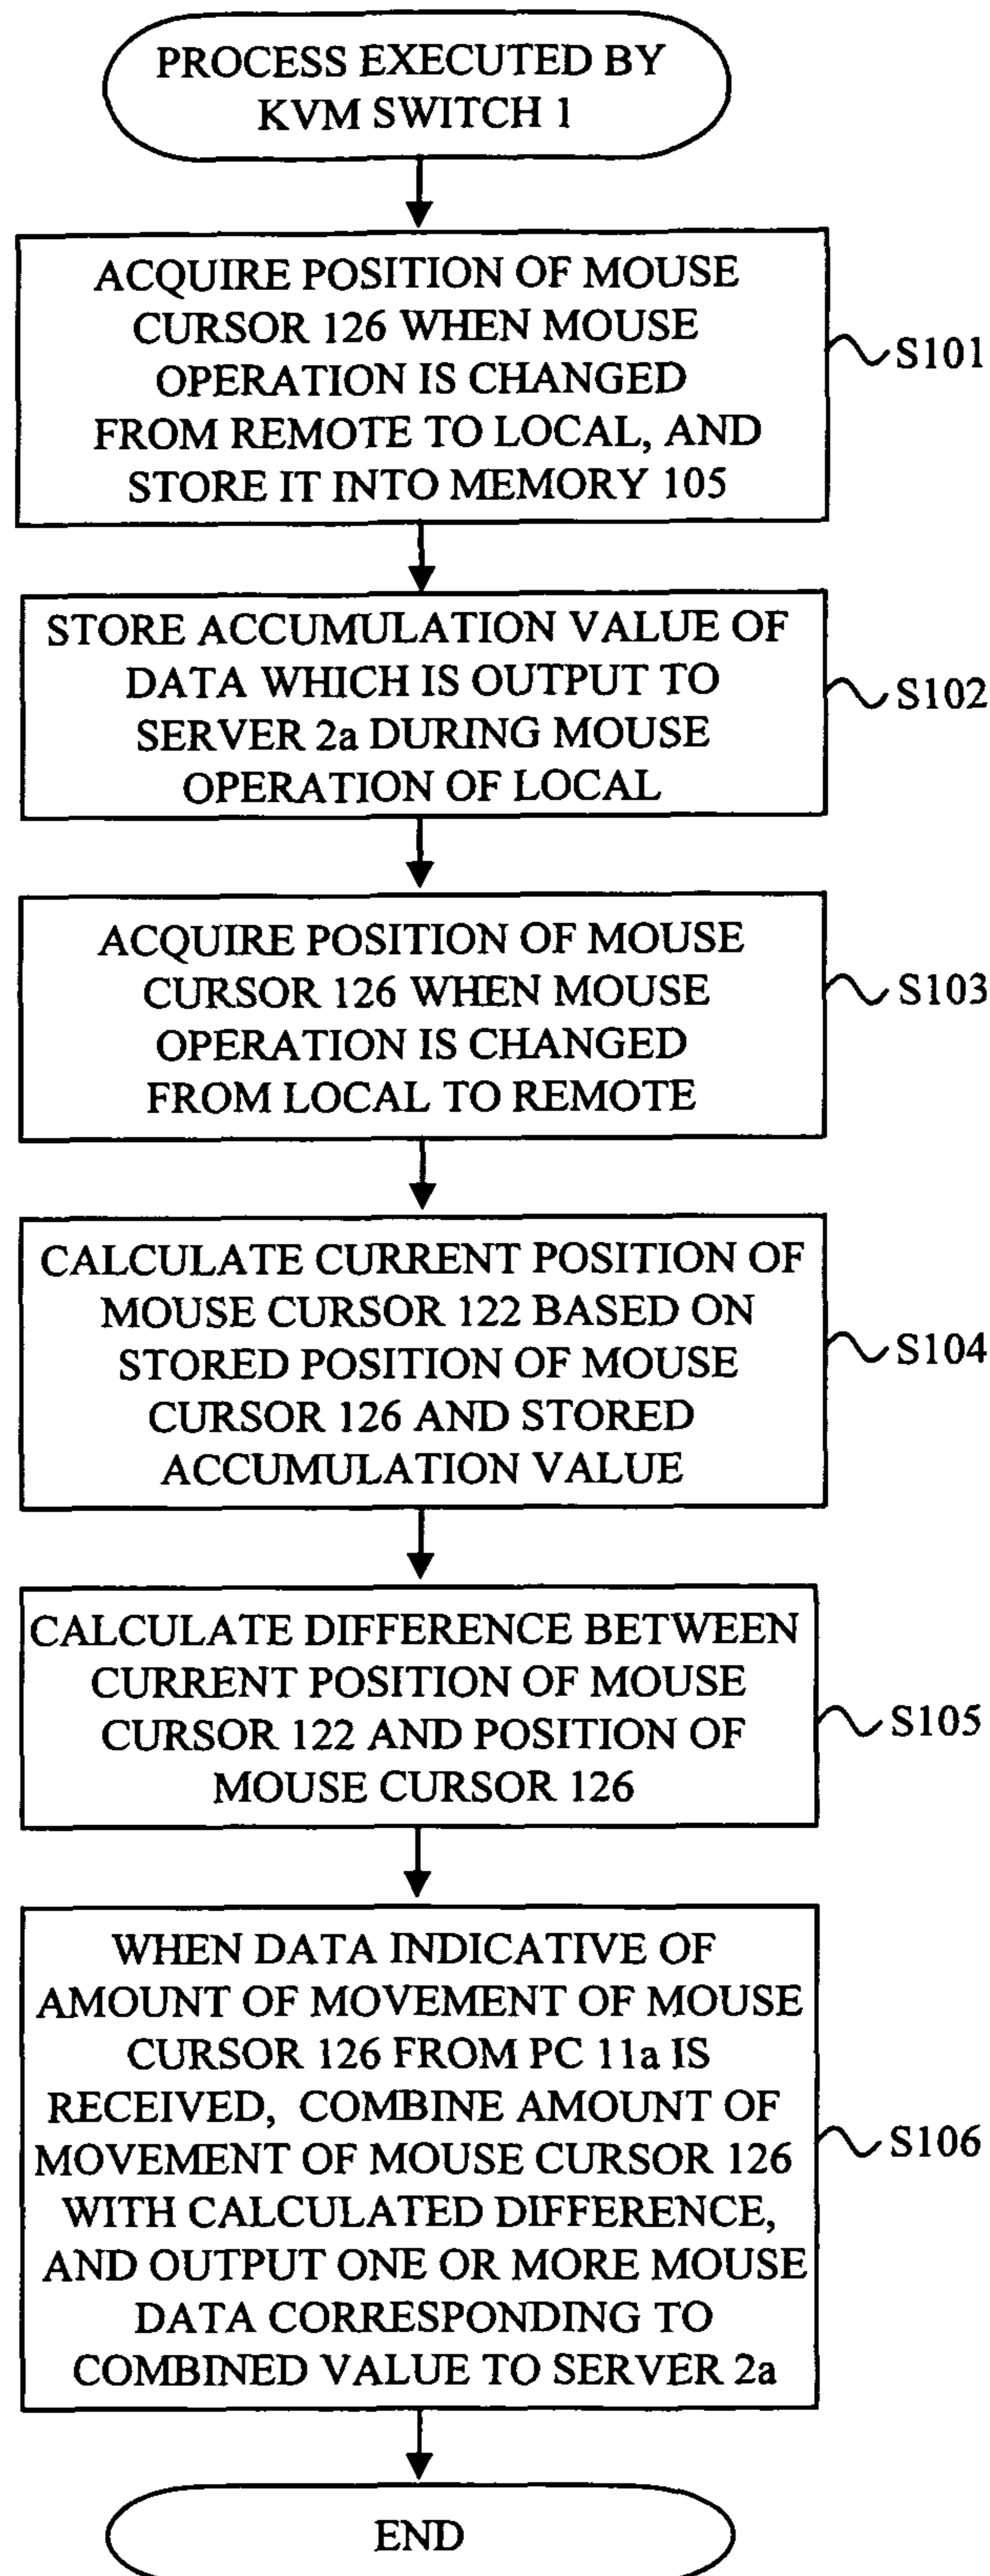 PROCESS EXECUTED BY
KVM SWITCH 1
ACQUIRE POSITION OF MOUSE
CURSOR 126 WHEN MOUSE
OPERATION IS CHANGED
FROM REMOTE TO LOCAL, AND
STORE IT INTO MEMORY 105
S101
STORE ACCUMULATION VALUE OF
DATA WHICH IS OUTPUT TO
SERVER 2a DURING MOUSE
OPERATION OF LOCAL
S102
ACQUIRE POSITION OF MOUSE
CURSOR 126 WHEN MOUSE
OPERATION IS CHANGED
FROM LOCAL TO REMOTE
S103
CALCULATE CURRENT POSITION OF
MOUSE CURSOR 122 BASED ON
STORED POSITION OF MOUSE
CURSOR 126 AND STORED
ACCUMULATION VALUE
S104
CALCULATE DIFFERENCE BETWEEN
CURRENT POSITION OF MOUSE
CURSOR 122 AND POSITION OF
MOUSE CURSOR 126
S105
WHEN DATA INDICATIVE OF
AMOUNT OF MOVEMENT OF MOUSE
CURSOR 126 FROM PC 11a IS
RECEIVED, COMBINE AMOUNT OF
MOVEMENT OF MOUSE CURSOR 126
WITH CALCULATED DIFFERENCE,
AND OUTPUT ONE OR MORE MOUSE
DATA CORRESPONDING TO
COMBINED VALUE TO SERVER 2a
S106
END